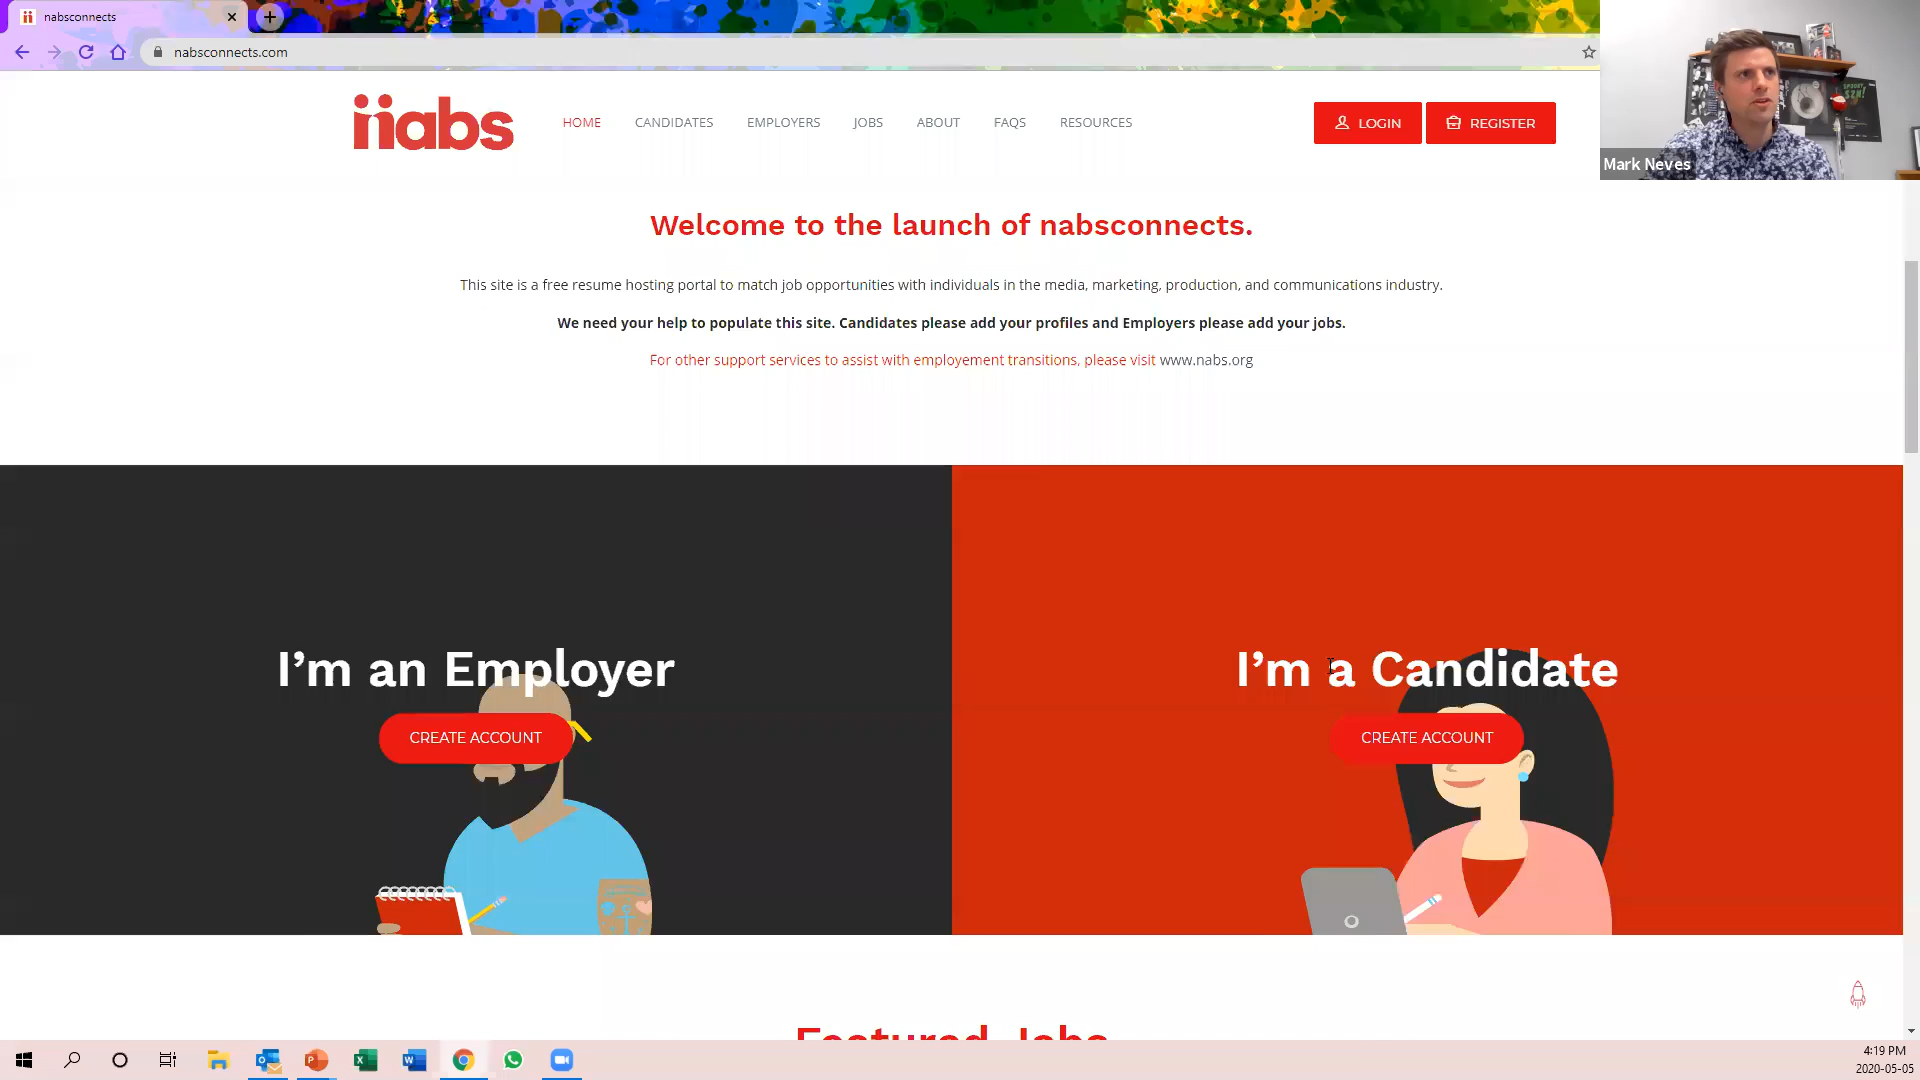 nabsconnects
nabsconnects.com
nabs
HOME
CANDIDATES
EMPLOYERS
JOBS
ABOUT
FAQS
RESOURCES
LOGIN
REGISTER
Mark Neves
Welcome to the launch of nabsconnects.
This site is a free resume hosting portal to match job opportunities with individuals in the media, marketing, production, and communications industry.
We need your help to populate this site. Candidates please add your profiles and Employers please add your jobs.
For other support services to assist with employement transitions, please visit www.nabs.org
I’m an Employer
CREATE ACCOUNT
I’m a Candidate
CREATE ACCOUNT
Featured Jobs
4:19 PM
2020-05-05